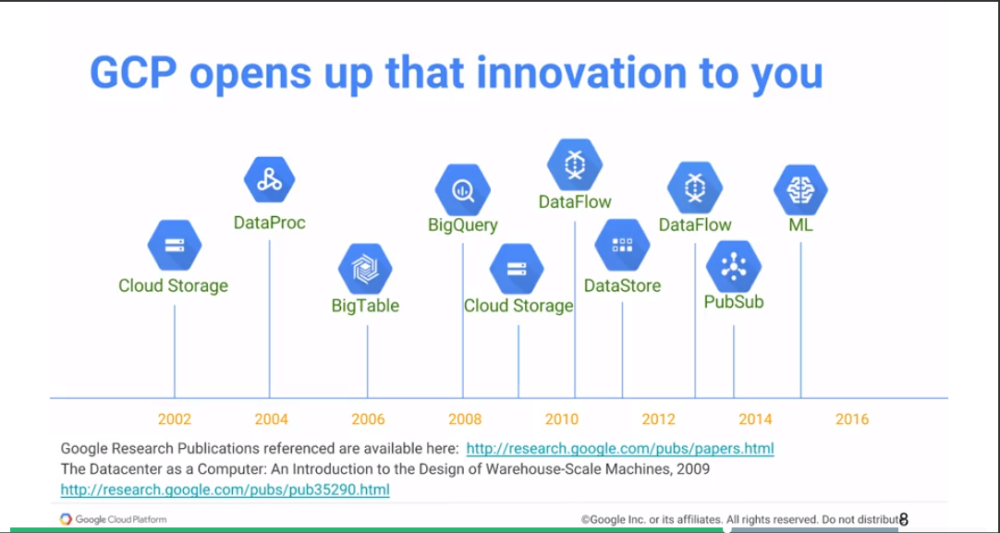 GCP opens up that innovation to you
DataFlow
DataProc
BigQuery
DataFlow
ML
Cloud Storage
BigTable
Cloud Storage
DataStore
PubSub
2002
2004
2006
2008
2010
2012
2014
2016
Google Research Publications referenced are available here: http://research.google.com/pubs/papers.html
The Datacenter as a Computer: An Introduction to the Design of Warehouse-Scale Machines, 2009
http://research.google.com/pubs/pub35290.html
Google Cloud Platform
©Google Inc. or its affiliates. All rights reserved. Do not distribut
8